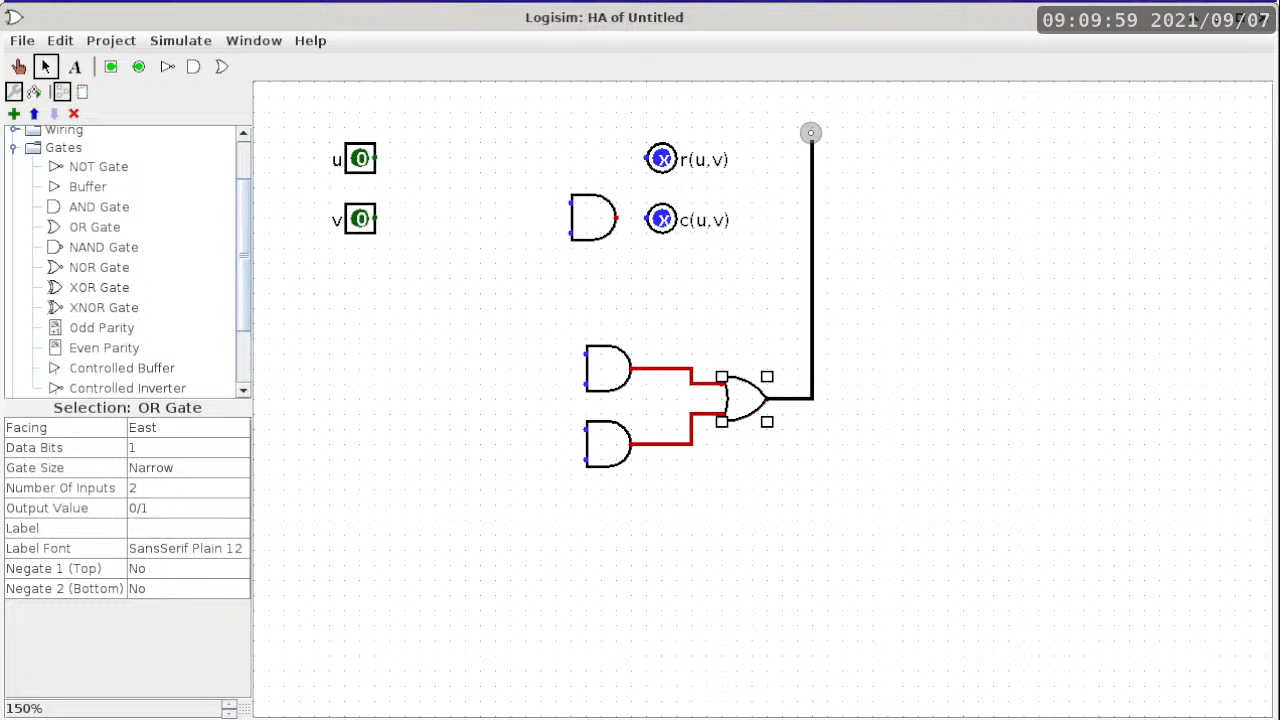 Logisim: HA of Untitled
09:09:59 2021/09/07
File Edit Project Simulate Window Help
A
Wiring
Gates
NOT Gate
Buffer
AND Gate
OR Gate
NAND Gate
NOR Gate
XOR Gate
XNOR Gate
Odd Parity
Even Parity
Controlled Buffer
Controlled Inverter
Selection: OR Gate
Facing East
Data Bits 1
Gate Size Narrow
Number Of Inputs 2
Output Value 0/1
Label
Label Font SansSerif Plain 12
Negate 1 (Top) No
Negate 2 (Bottom) No
150%
u 0
x r(u,v)
v 0
x c(u,v)